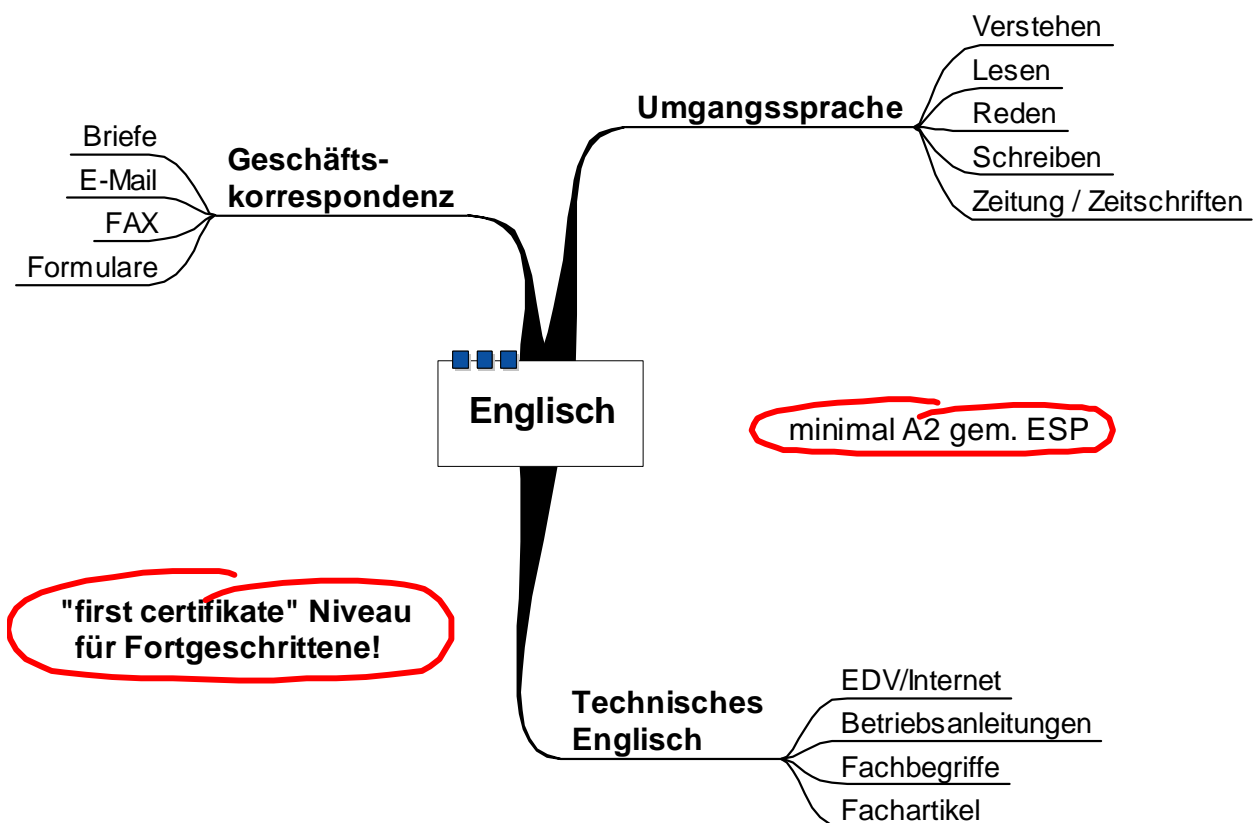 Verstehen
Lesen
Umgangssprache
Reden
Schreiben
Zeitung / Zeitschriften
Briefe
E-Mail
FAX
Formulare
Geschäfts-
korrespondenz
Englisch
minimal A2 gem. ESP
"first certifikate" Niveau
für Fortgeschrittene!
Technisches
Englisch
EDV/Internet
Betriebsanleitungen
Fachbegriffe
Fachartikel